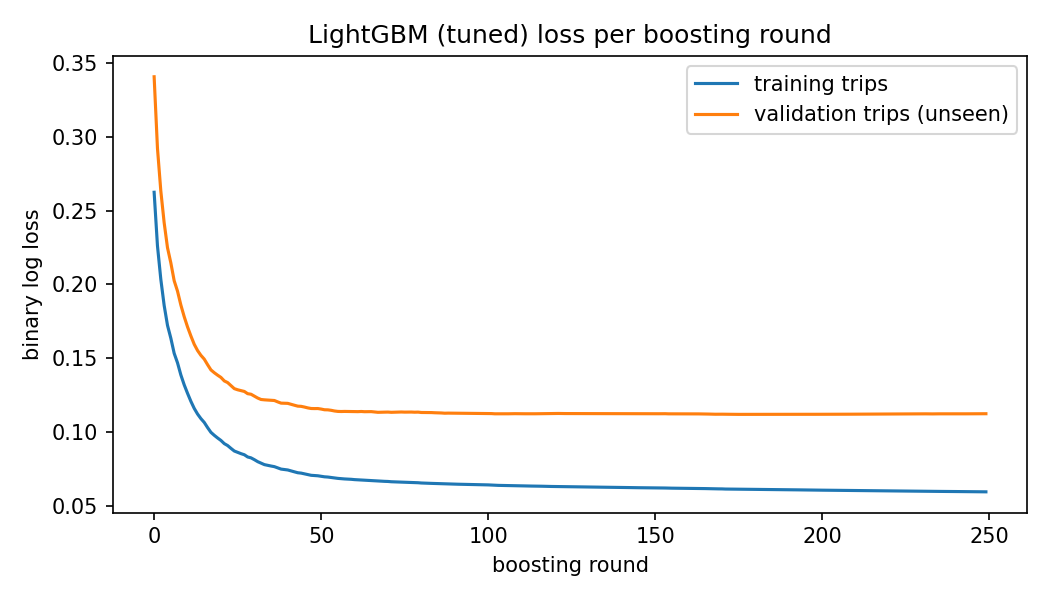 LightGBM (tuned) loss per boosting round
training trips
validation trips (unseen)
binary log loss
0.35
0.30
0.25
0.20
0.15
0.10
0.05
0 50 100 150 200 250
boosting round